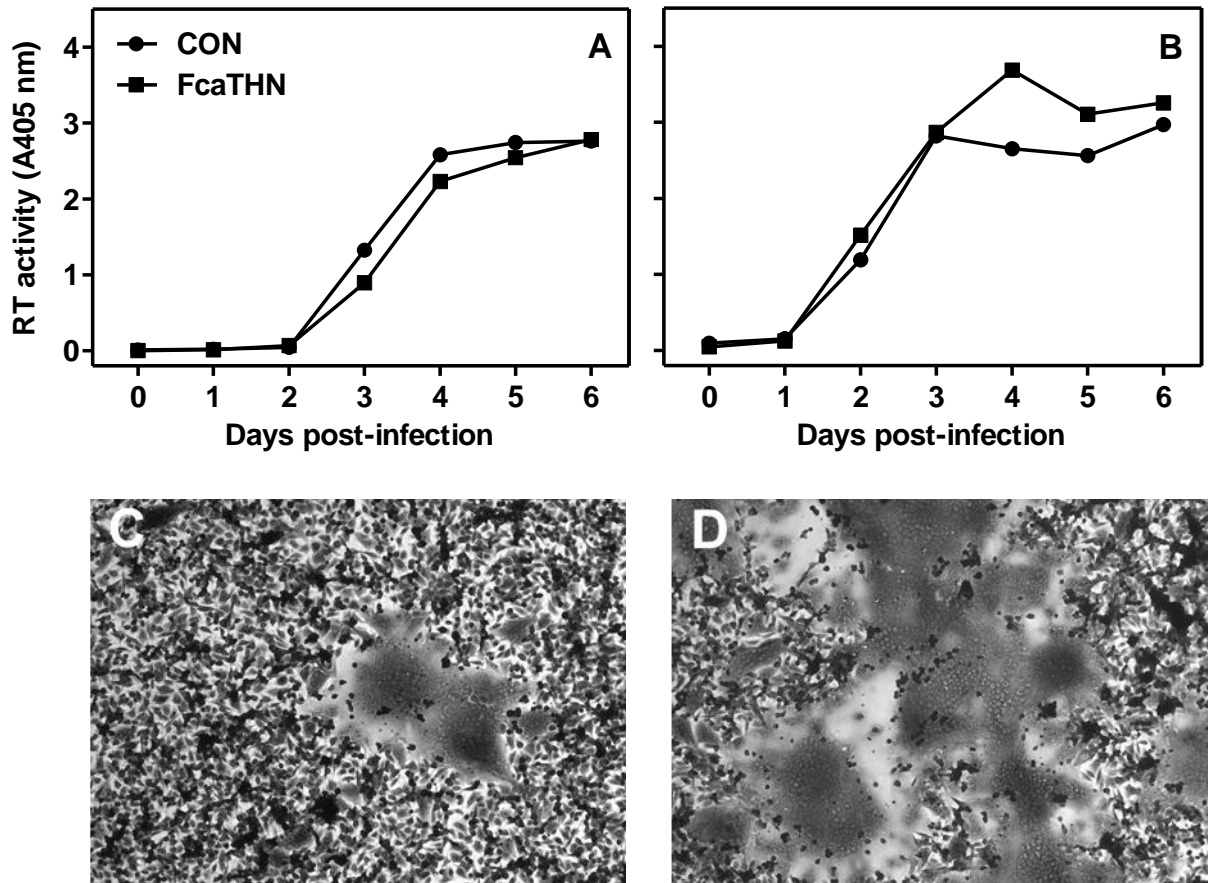 RT activity (A405 nm)
4
3
2
1
0
CON
FcaTHN
A
0 1 2 3 4 5 6
Days post-infection
B
0 1 2 3 4 5 6
Days post-infection
C
D